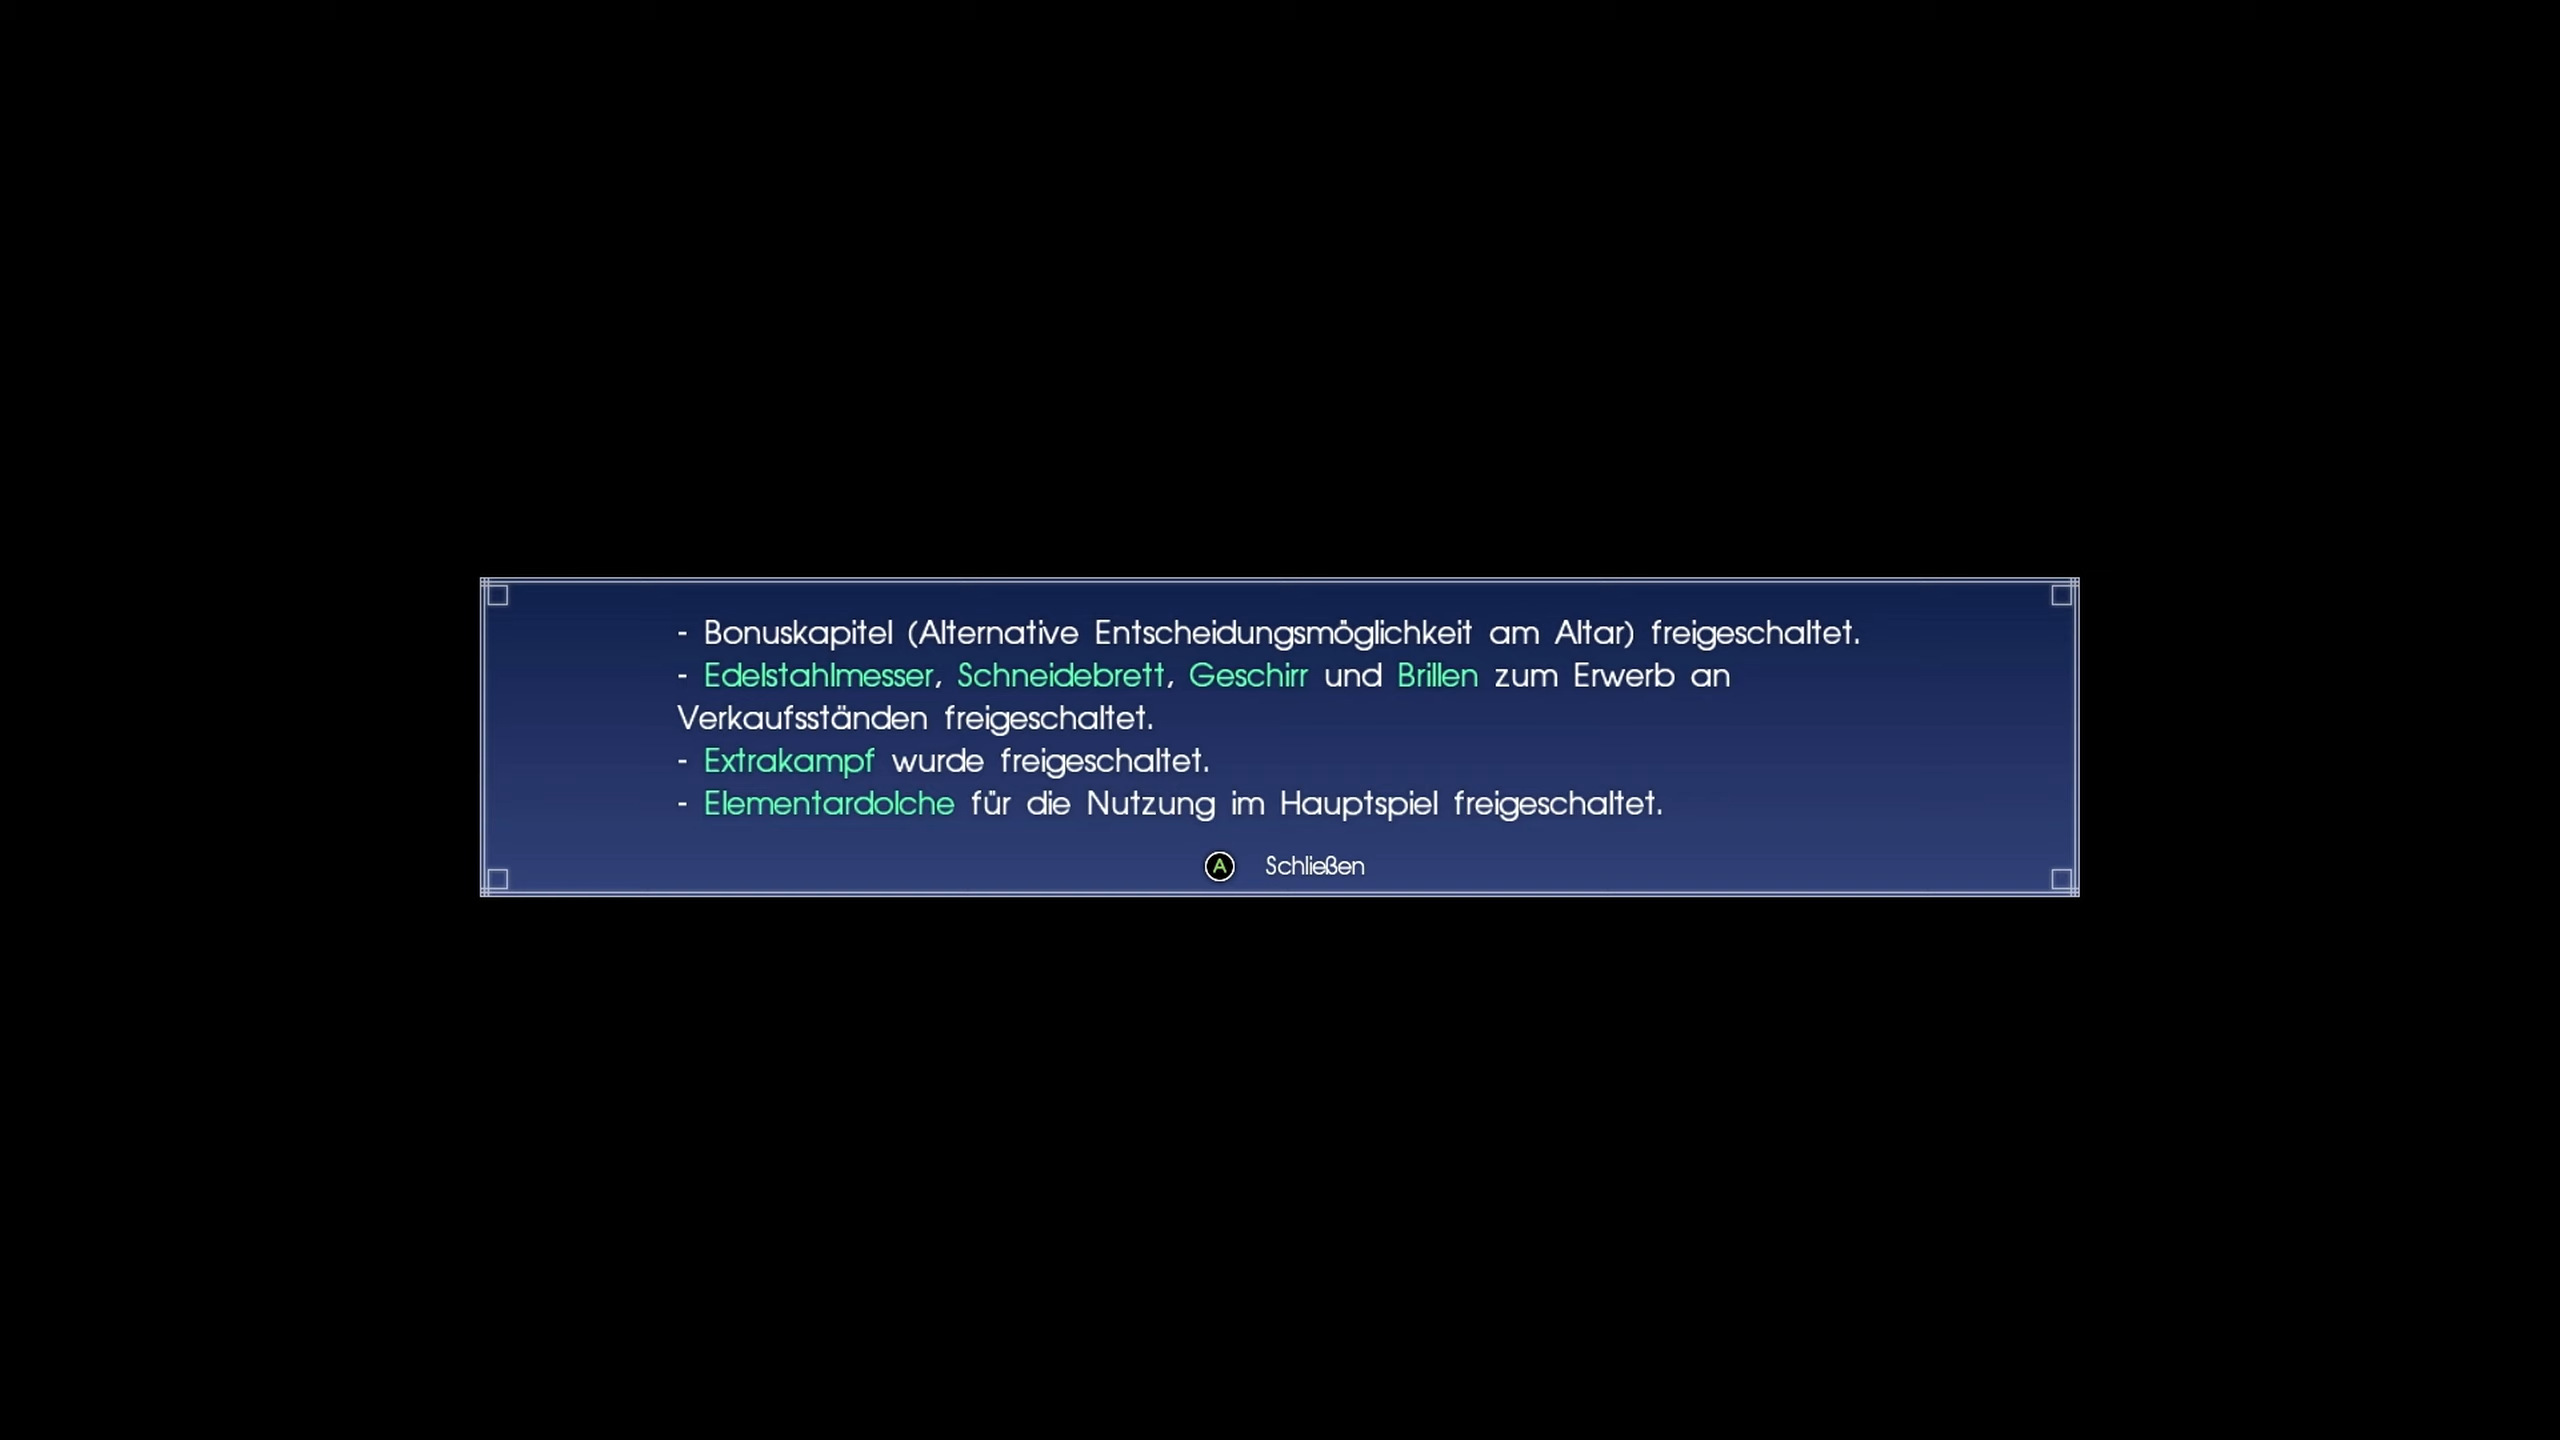 - Bonuskapitel (Alternative Entscheidungsmöglichkeit am Altar) freigeschaltet.
- Edelstahlmesser, Schneidebrett, Geschirr und Brillen zum Erwerb an
Verkaufsständen freigeschaltet.
- Extrakampf wurde freigeschaltet.
- Elementardolche für die Nutzung im Hauptspiel freigeschaltet.
A Schließen